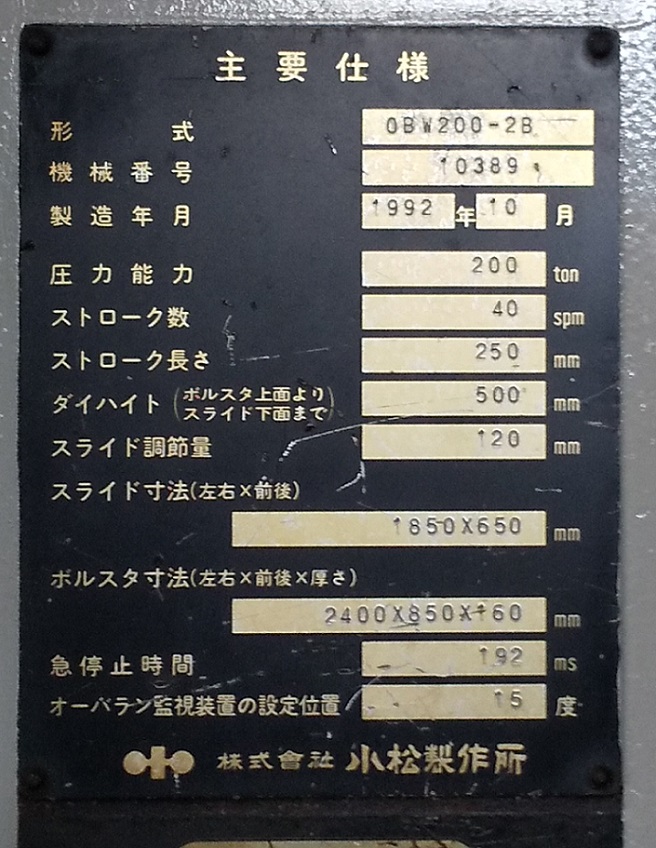 主要仕様
形式 OBW200-2B
機械番号 10389
製造年月 1992 年 10 月
圧力能力 200 ton
ストローク数 40 spm
ストローク長さ 250 mm
ダイハイト (ボルスタ上面よりスライド下面まで) 500 mm
スライド調節量 120 mm
スライド寸法(左右×前後)
1850X650 mm
ボルスタ寸法(左右×前後×厚さ)
2400X850X160 mm
急停止時間 192 ms
オーバラン監視装置の設定位置 15 度
株式會社 小松製作所